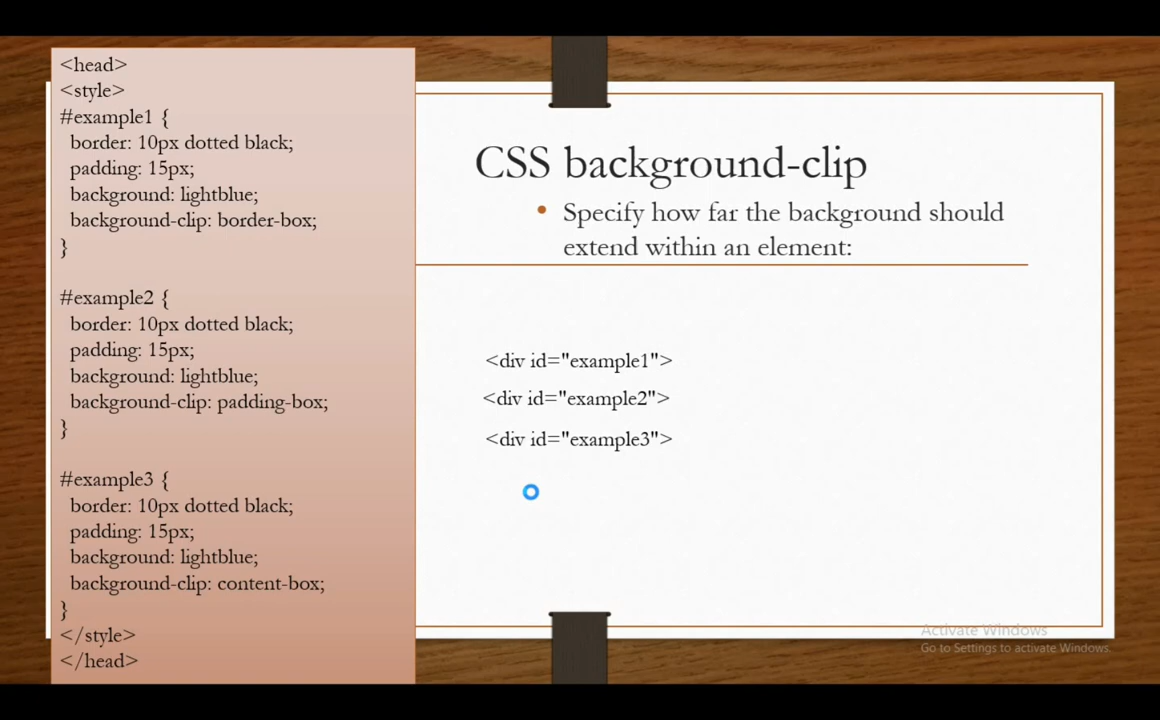 <head>
<style>
#example1 {
  border: 10px dotted black;
  padding: 15px;
  background: lightblue;
  background-clip: border-box;
}

#example2 {
  border: 10px dotted black;
  padding: 15px;
  background: lightblue;
  background-clip: padding-box;
}

#example3 {
  border: 10px dotted black;
  padding: 15px;
  background: lightblue;
  background-clip: content-box;
}
</style>
</head>
CSS background-clip
• Specify how far the background should
extend within an element:
<div id="example1">
<div id="example2">
<div id="example3">
Activate Windows
Go to Settings to activate Windows.